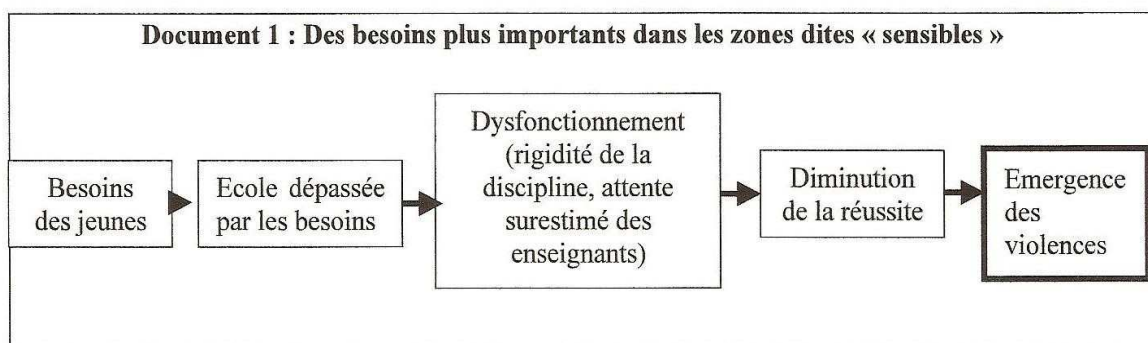 Document 1 : Des besoins plus importants dans les zones dites « sensibles »
Besoins
des jeunes
Ecole dépassée
par les besoins
Dysfonctionnement
(rigidité de la
discipline, attente
surestimé des
enseignants)
Diminution
de la réussite
Emergence
des
violences